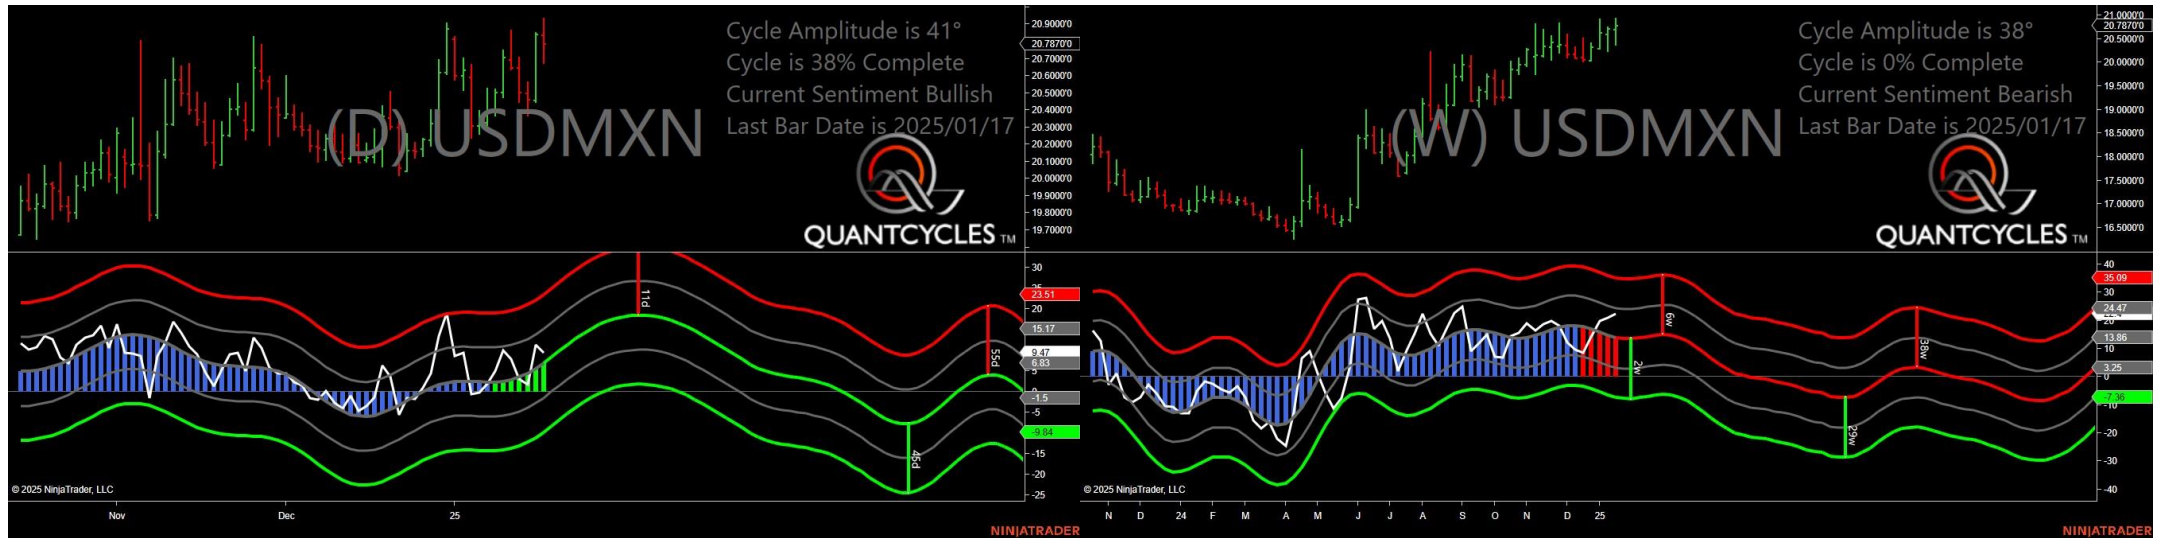 Cycle Amplitude is 41°
Cycle is 38% Complete
Current Sentiment Bullish
Last Bar Date is 2025/01/17
(D) USDMXN
QUANTCYCLES TM
20.9000'0
20.7870'0
20.7000'0
20.6000'0
20.5000'0
20.4000'0
20.3000'0
20.2000'0
20.1000'0
20.0000'0
19.9000'0
19.8000'0
19.7000'0
11d
45d
55d
30
23.51
20
15.17
9.47
6.83
5
0
-1.5
-5
-9.84
-15
-20
-25
© 2025 NinjaTrader, LLC
Nov Dec 25
NINJATRADER
Cycle Amplitude is 38°
Cycle is 0% Complete
Current Sentiment Bearish
Last Bar Date is 2025/01/17
(W) USDMXN
QUANTCYCLES TM
21.0000'0
20.7870'0
20.5000'0
20.0000'0
19.5000'0
19.0000'0
18.5000'0
18.0000'0
17.5000'0
17.0000'0
16.5000'0
2w
6w
29w
38w
40
35.09
30
24.47
20
13.86
10
3.25
0
-7.36
-10
-20
-30
-40
© 2025 NinjaTrader, LLC
N D 24 F M A M J J A S O N D 25
NINJATRADER